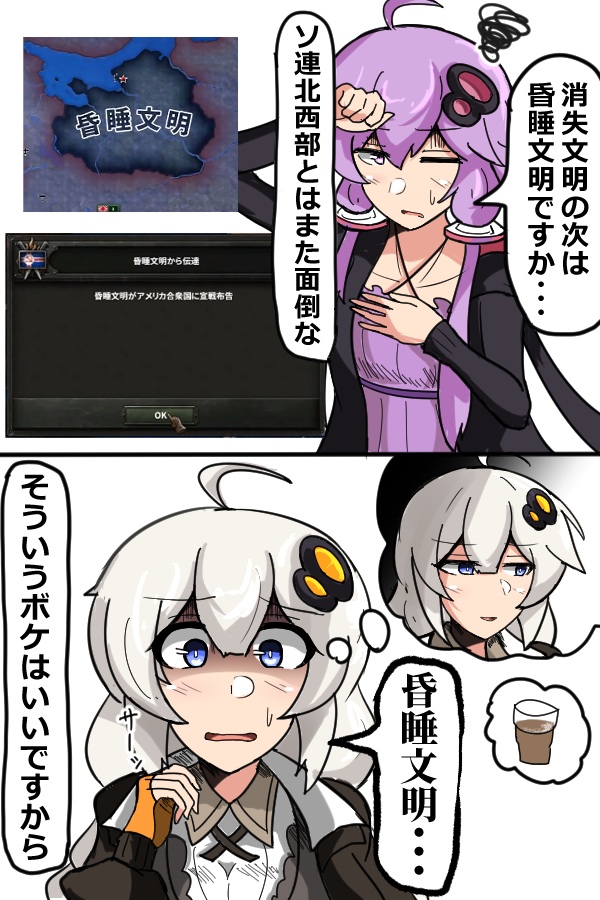 消失文明の次は
昏睡文明ですか・・・
ソ連北西部とはまた面倒な
昏睡文明
昏睡文明から伝達
昏睡文明がアメリカ合衆国に宣戦布告
OK
昏睡文明・・・
サーッ
そういうボケはいいですから